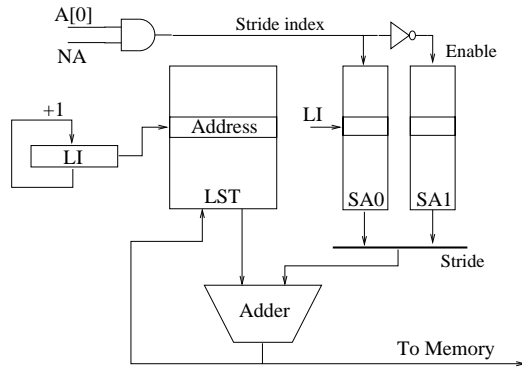 A[0]
NA
Stride index
Enable
+1
LI
Address
LST
LI
SA0
SA1
Stride
Adder
To Memory